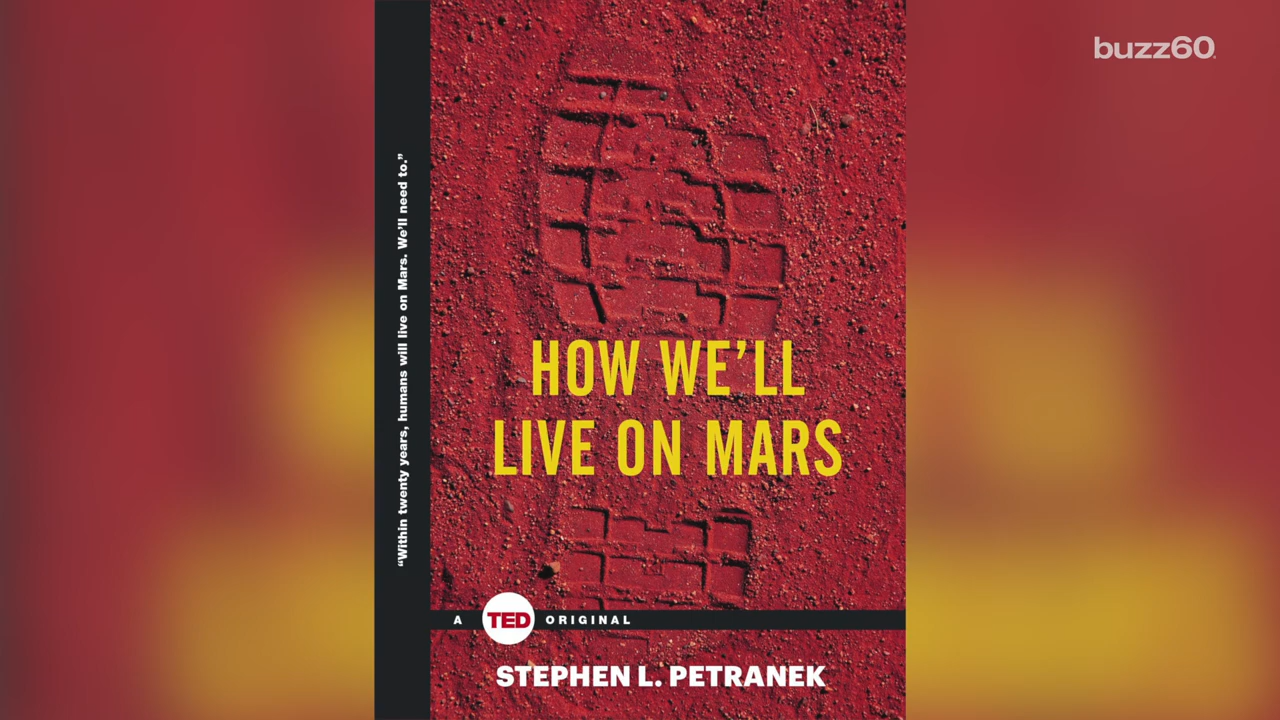 buzz60
“Within twenty years, humans will live on Mars. We’ll need to.”
HOW WE’LL
LIVE ON MARS
A TED ORIGINAL
STEPHEN L. PETRANEK